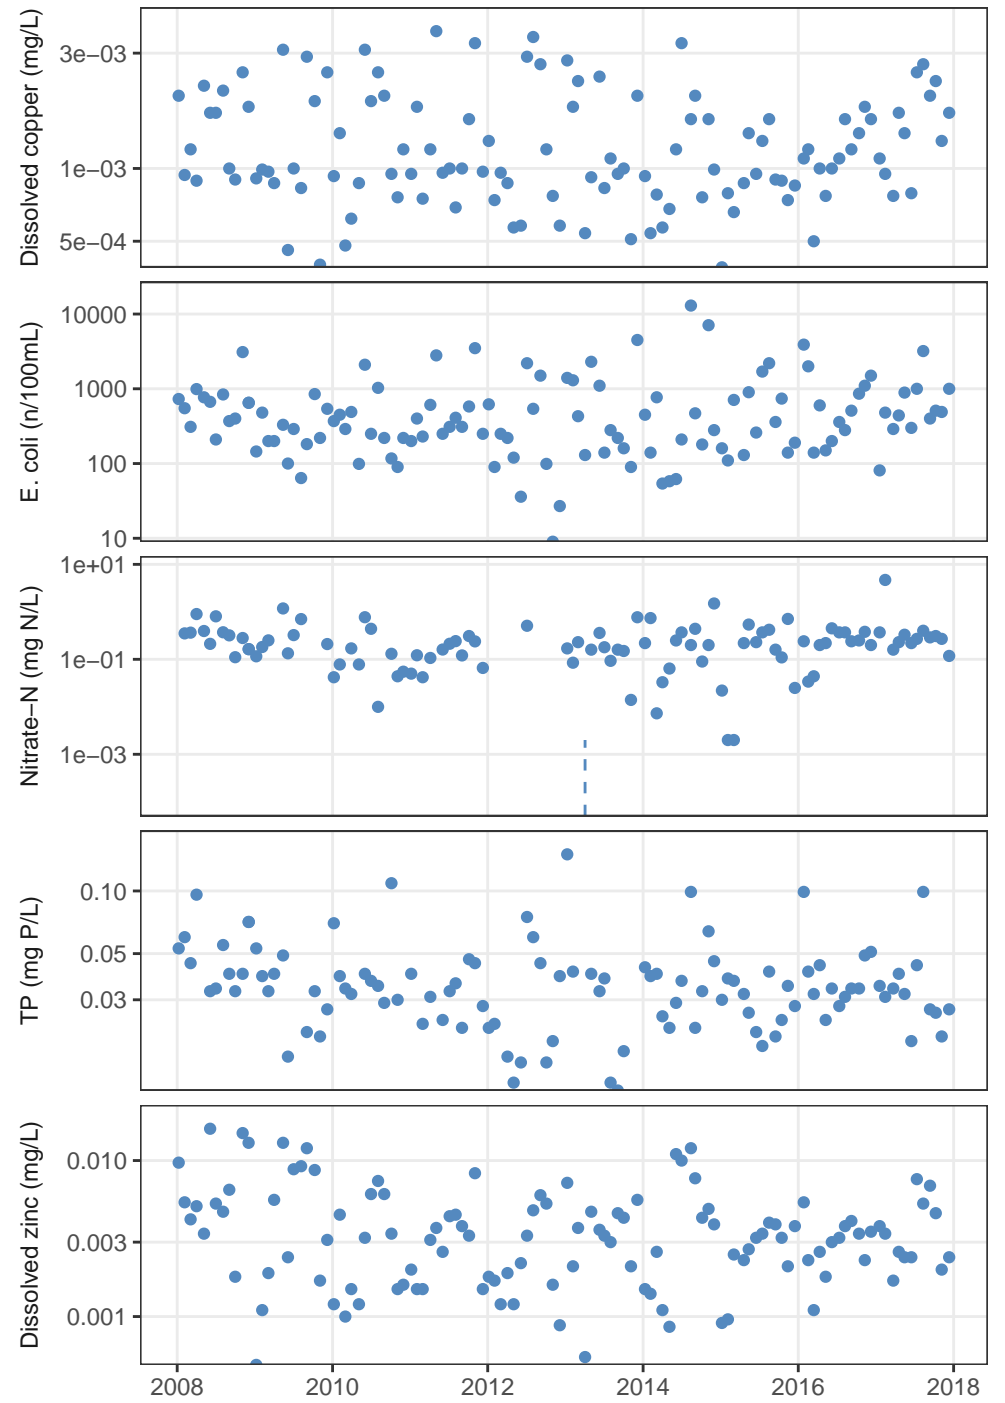 Dissolved copper (mg/L)
3e−03
1e−03
5e−04
E. coli (n/100mL)
10000
1000
100
10
Nitrate−N (mg N/L)
1e+01
1e−01
1e−03
TP (mg P/L)
0.10
0.05
0.03
Dissolved zinc (mg/L)
0.010
0.003
0.001
2008 2010 2012 2014 2016 2018